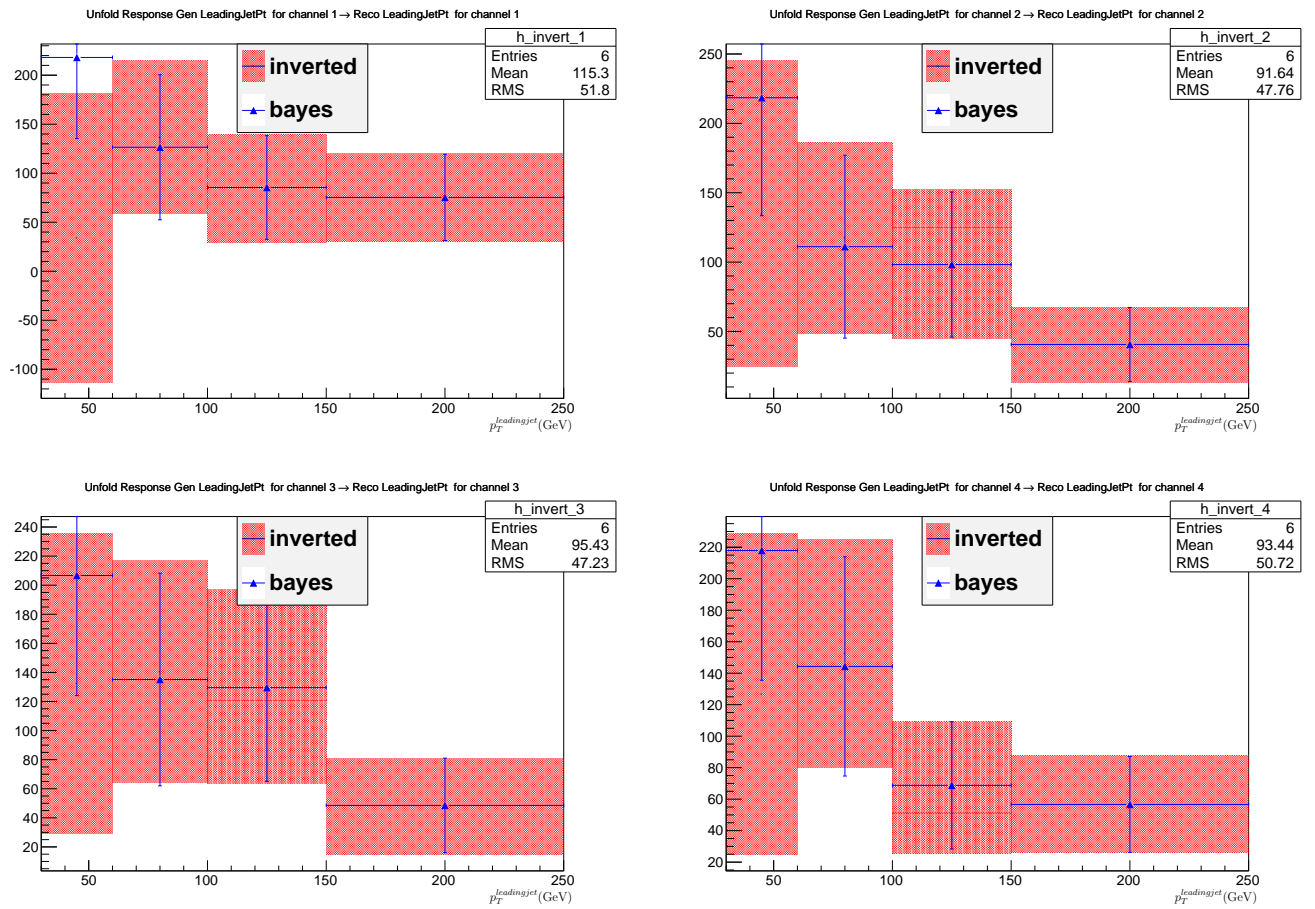 Unfold Response Gen LeadingJetPt for channel 1 → Reco LeadingJetPt for channel 1
h_invert_1
Entries 6
Mean 115.3
RMS 51.8
inverted
bayes
200
150
100
50
0
-50
-100
50 100 150 200 250
p_T^{leadingjet}(GeV)
Unfold Response Gen LeadingJetPt for channel 2 → Reco LeadingJetPt for channel 2
h_invert_2
Entries 6
Mean 91.64
RMS 47.76
inverted
bayes
250
200
150
100
50
50 100 150 200 250
p_T^{leadingjet}(GeV)
Unfold Response Gen LeadingJetPt for channel 3 → Reco LeadingJetPt for channel 3
h_invert_3
Entries 6
Mean 95.43
RMS 47.23
inverted
bayes
240
220
200
180
160
140
120
100
80
60
40
20
50 100 150 200 250
p_T^{leadingjet}(GeV)
Unfold Response Gen LeadingJetPt for channel 4 → Reco LeadingJetPt for channel 4
h_invert_4
Entries 6
Mean 93.44
RMS 50.72
inverted
bayes
220
200
180
160
140
120
100
80
60
40
20
50 100 150 200 250
p_T^{leadingjet}(GeV)